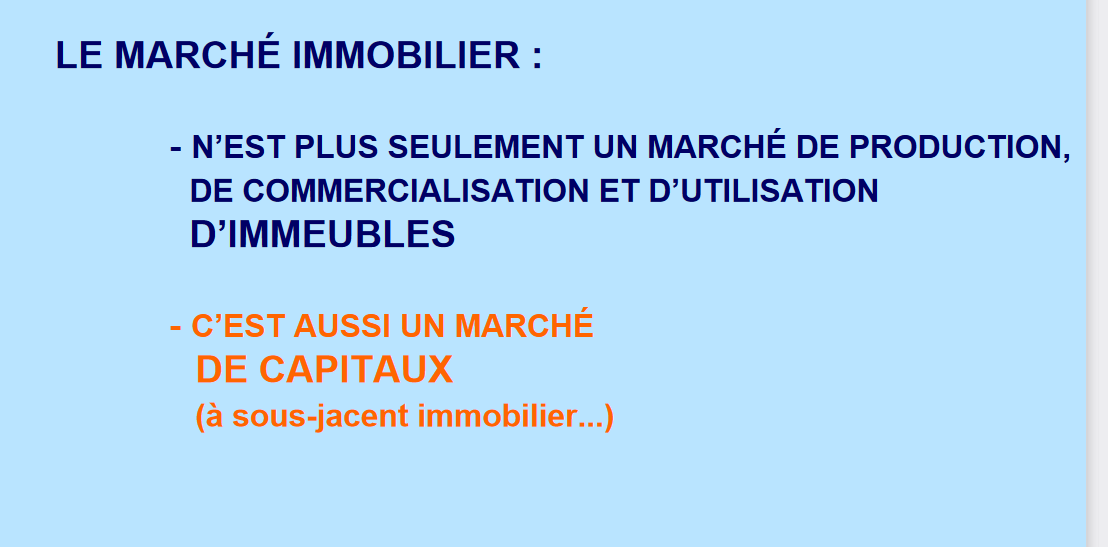 LE MARCHÉ IMMOBILIER :
- N’EST PLUS SEULEMENT UN MARCHÉ DE PRODUCTION,
DE COMMERCIALISATION ET D’UTILISATION
D’IMMEUBLES
- C’EST AUSSI UN MARCHÉ
DE CAPITAUX
(à sous-jacent immobilier...)